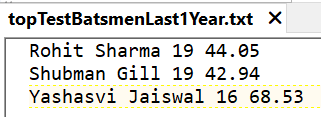 topTestBatsmenLast1Year.txt ✕
Rohit Sharma 19 44.05
Shubman Gill 19 42.94
Yashasvi Jaiswal 16 68.53